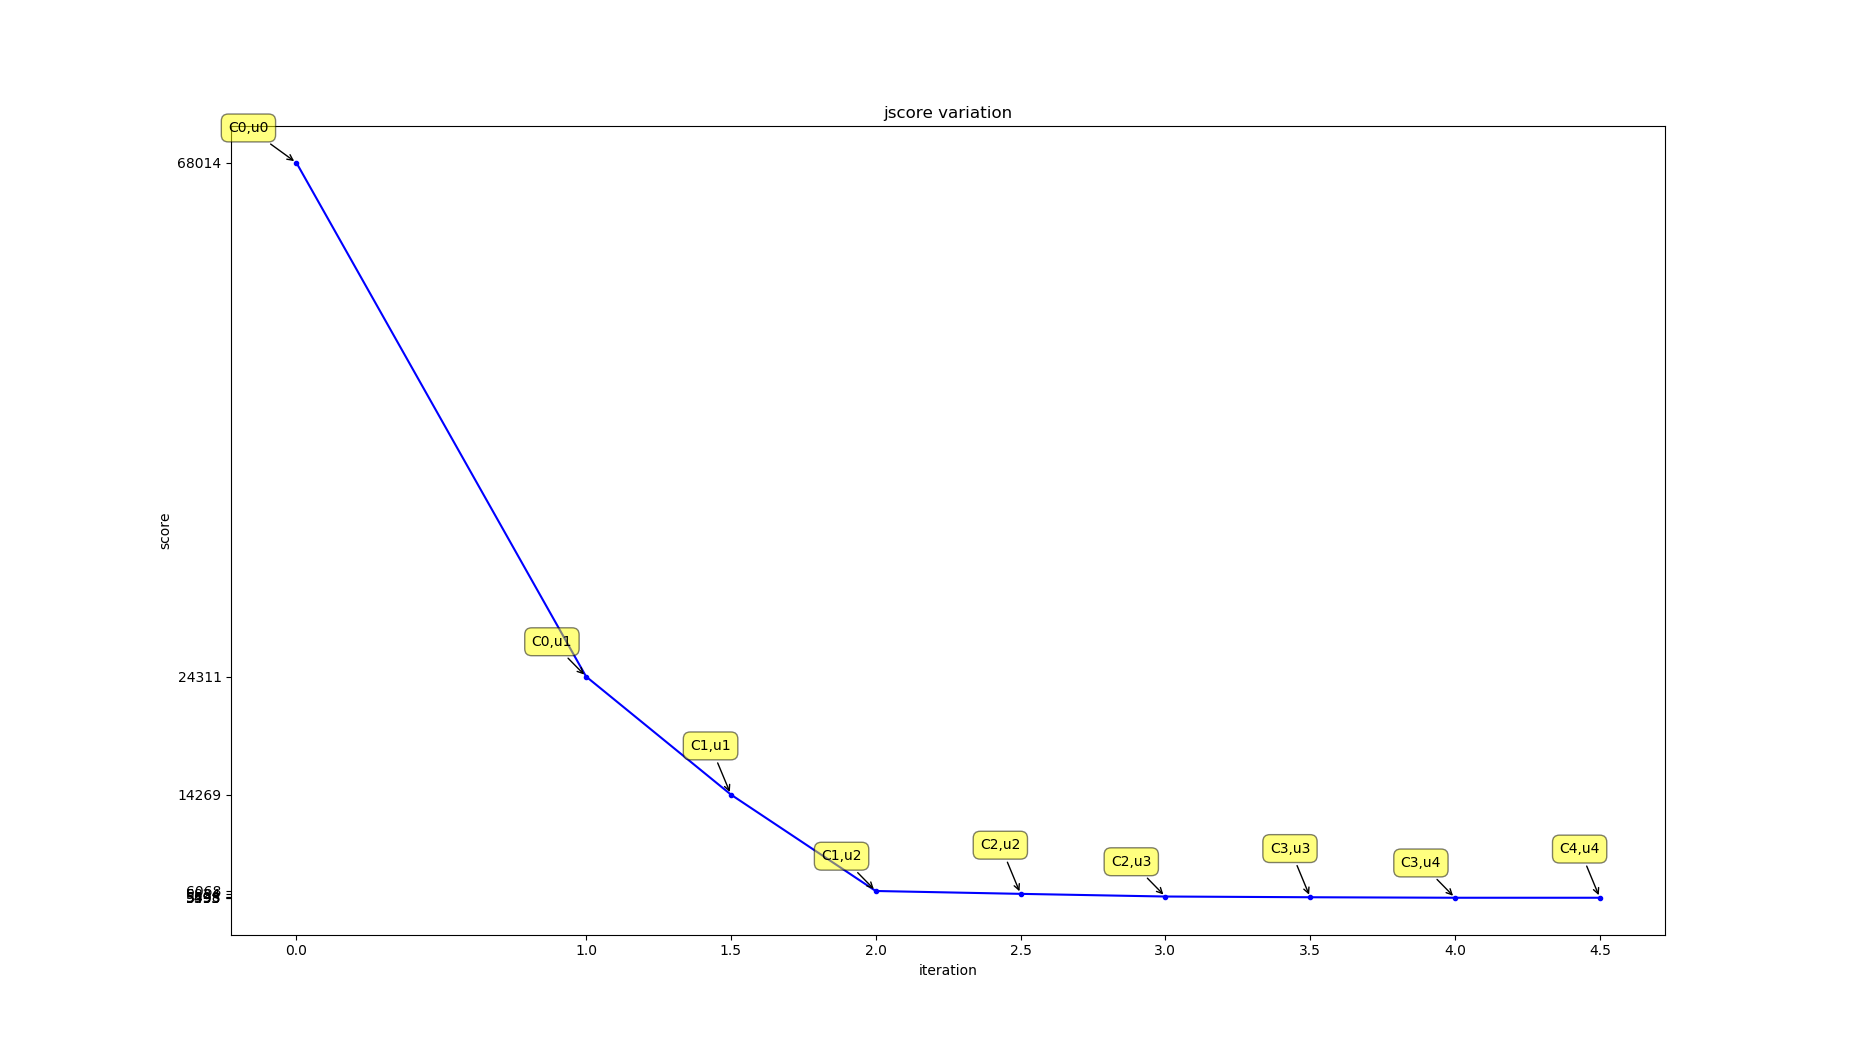 jscore variation
C0,u0
68014
score
C0,u1
24311
C1,u1
14269
C1,u2
C2,u2
C2,u3
C3,u3
C3,u4
C4,u4
6068
0.0 1.0 1.5 2.0 2.5 3.0 3.5 4.0 4.5
iteration